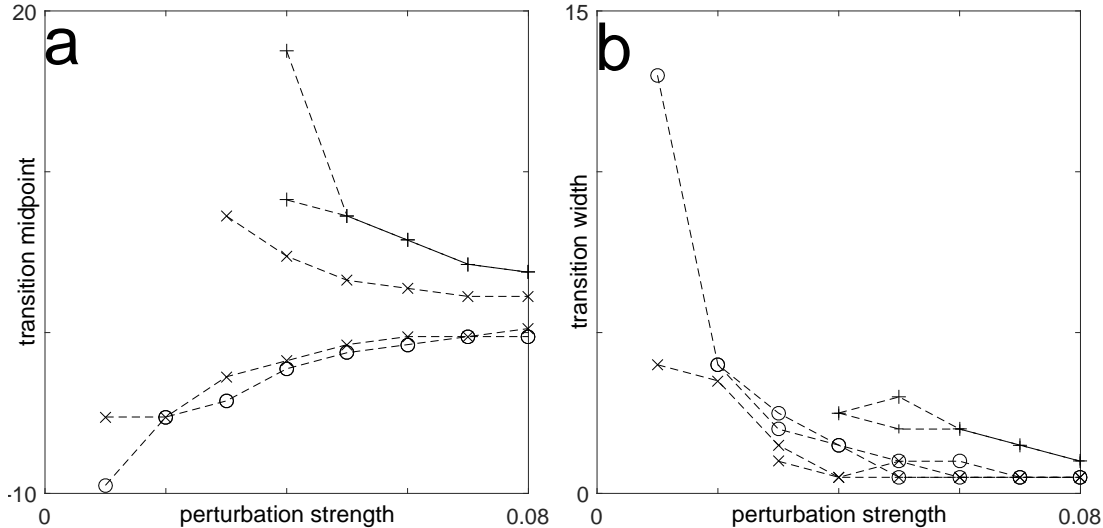 20
a
transition midpoint
-10
0
perturbation strength
0.08
15
b
transition width
0
0
perturbation strength
0.08